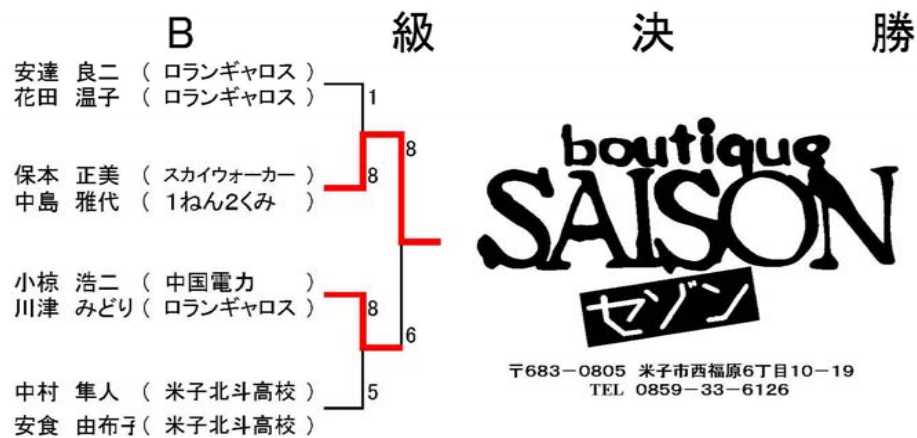 B 級 決 勝
安達 良二 ( ロランギャロス )
花田 温子 ( ロランギャロス )
1
8
保本 正美 ( スカイウォーカー )
8
中島 雅代 ( 1ねん2くみ )
小椋 浩二 ( 中国電力 )
川津 みどり ( ロランギャロス )
8
6
中村 隼人 ( 米子北斗高校 )
5
安食 由布子 ( 米子北斗高校 )
boutique
SAISON
セゾン
〒683-0805 米子市西福原6丁目10-19
TEL 0859-33-6126